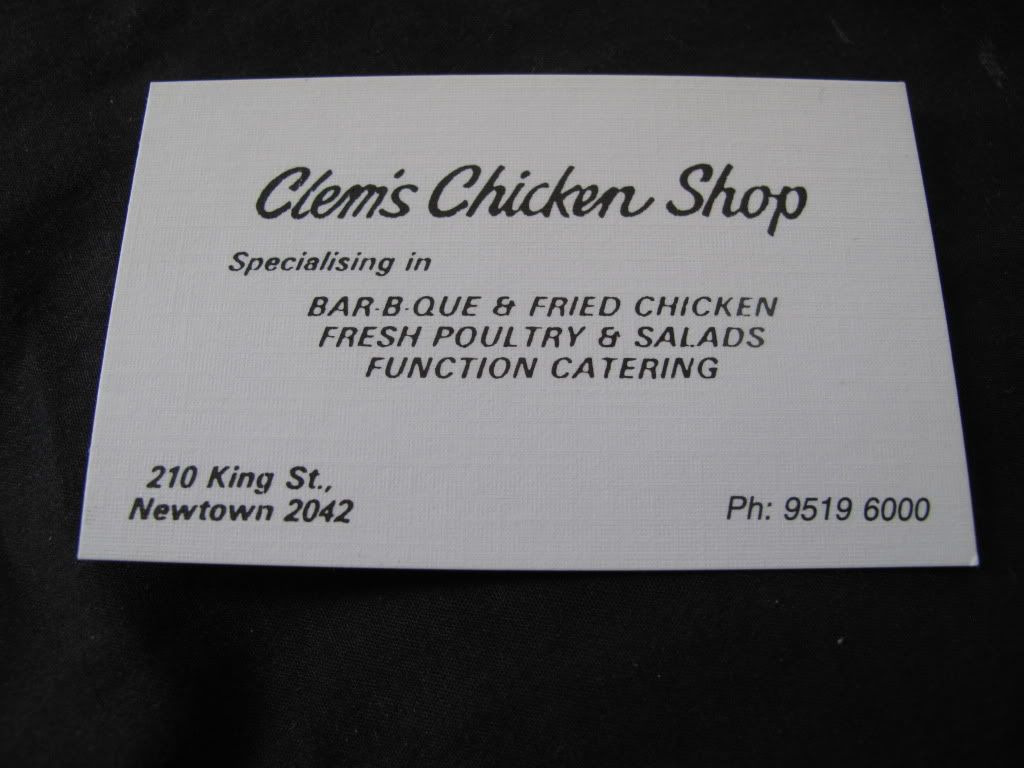 Clem's Chicken Shop
Specialising in
BAR-B-QUE & FRIED CHICKEN
FRESH POULTRY & SALADS
FUNCTION CATERING
210 King St.,
Newtown 2042
Ph: 9519 6000